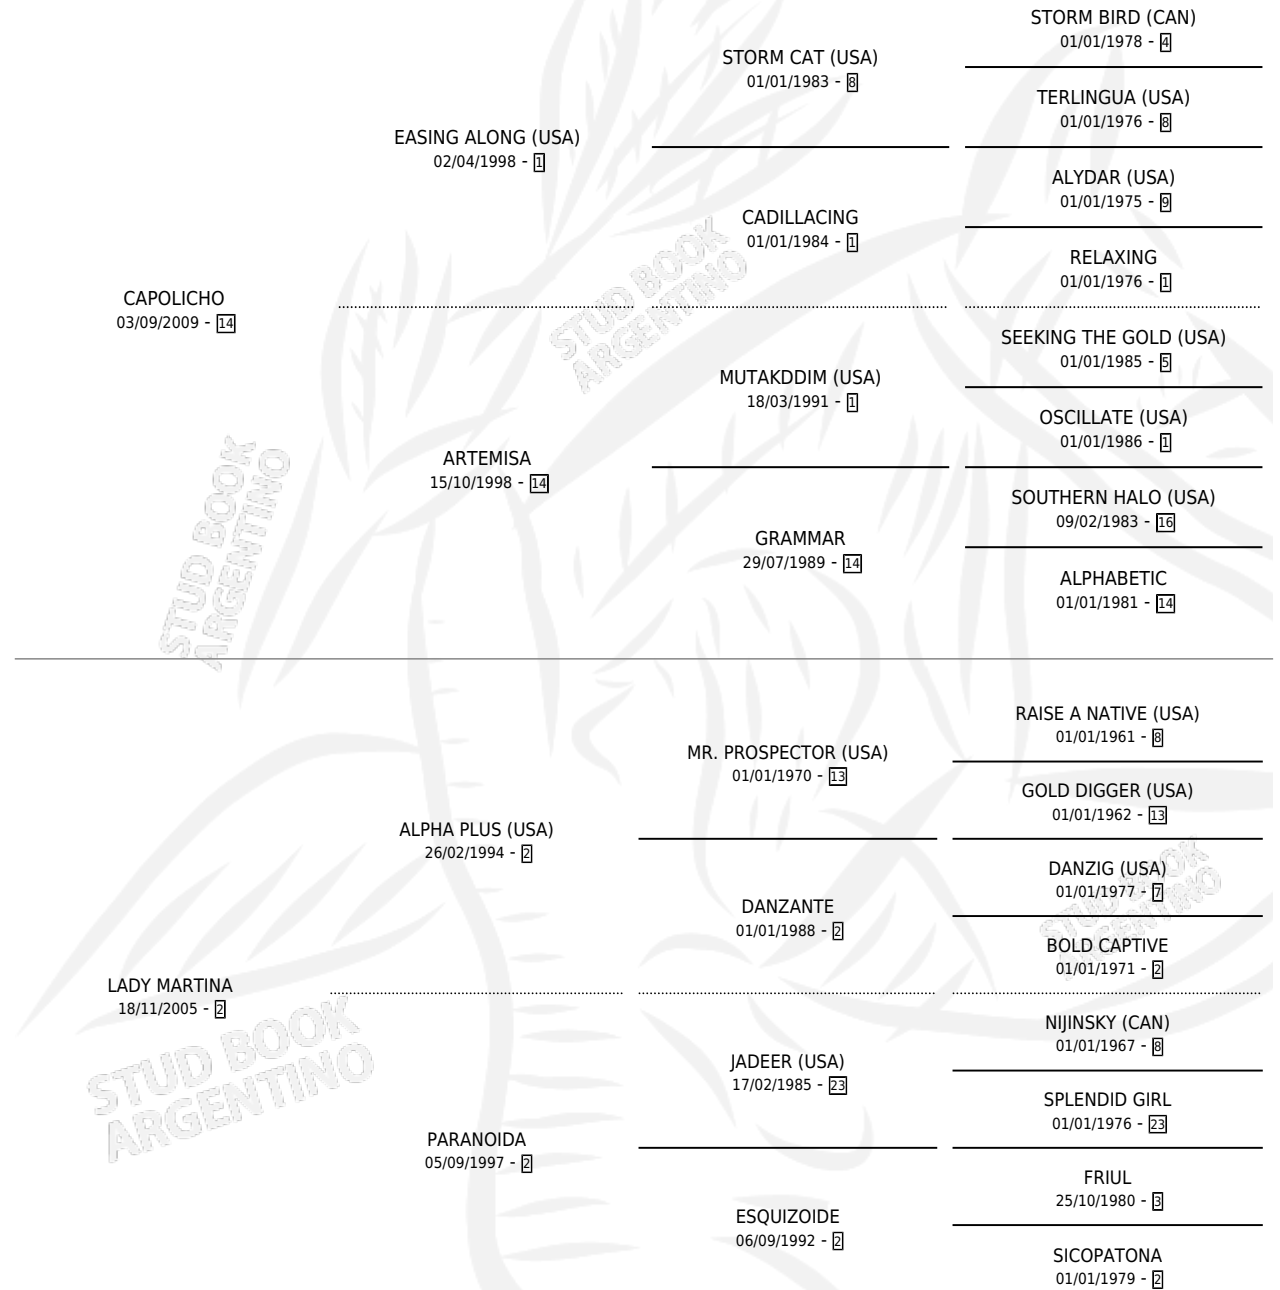 STORM BIRD (CAN)
01/01/1978 - 4
STORM CAT (USA)
01/01/1983 - 8
TERLINGUA (USA)
01/01/1976 - 8
EASING ALONG (USA)
02/04/1998 - 1
ALYDAR (USA)
01/01/1975 - 9
CADILLACING
01/01/1984 - 1
RELAXING
01/01/1976 - 1
CAPOLICHO
03/09/2009 - 14
SEEKING THE GOLD (USA)
01/01/1985 - 5
MUTAKDDIM (USA)
18/03/1991 - 1
OSCILLATE (USA)
01/01/1986 - 1
ARTEMISA
15/10/1998 - 14
SOUTHERN HALO (USA)
09/02/1983 - 16
GRAMMAR
29/07/1989 - 14
ALPHABETIC
01/01/1981 - 14
RAISE A NATIVE (USA)
01/01/1961 - 8
MR. PROSPECTOR (USA)
01/01/1970 - 13
GOLD DIGGER (USA)
01/01/1962 - 13
ALPHA PLUS (USA)
26/02/1994 - 2
DANZIG (USA)
01/01/1977 - 7
DANZANTE
01/01/1988 - 2
BOLD CAPTIVE
01/01/1971 - 2
LADY MARTINA
18/11/2005 - 2
NIJINSKY (CAN)
01/01/1967 - 8
JADEER (USA)
17/02/1985 - 23
SPLENDID GIRL
01/01/1976 - 23
PARANOIDA
05/09/1997 - 2
FRIUL
25/10/1980 - 3
ESQUIZOIDE
06/09/1992 - 2
SICOPATONA
01/01/1979 - 2
STUD BOOK
ARGENTINO
STUD BOOK
ARGENTINO
STUD BOOK
ARGENTINO
STUD BOOK
ARGENTINO